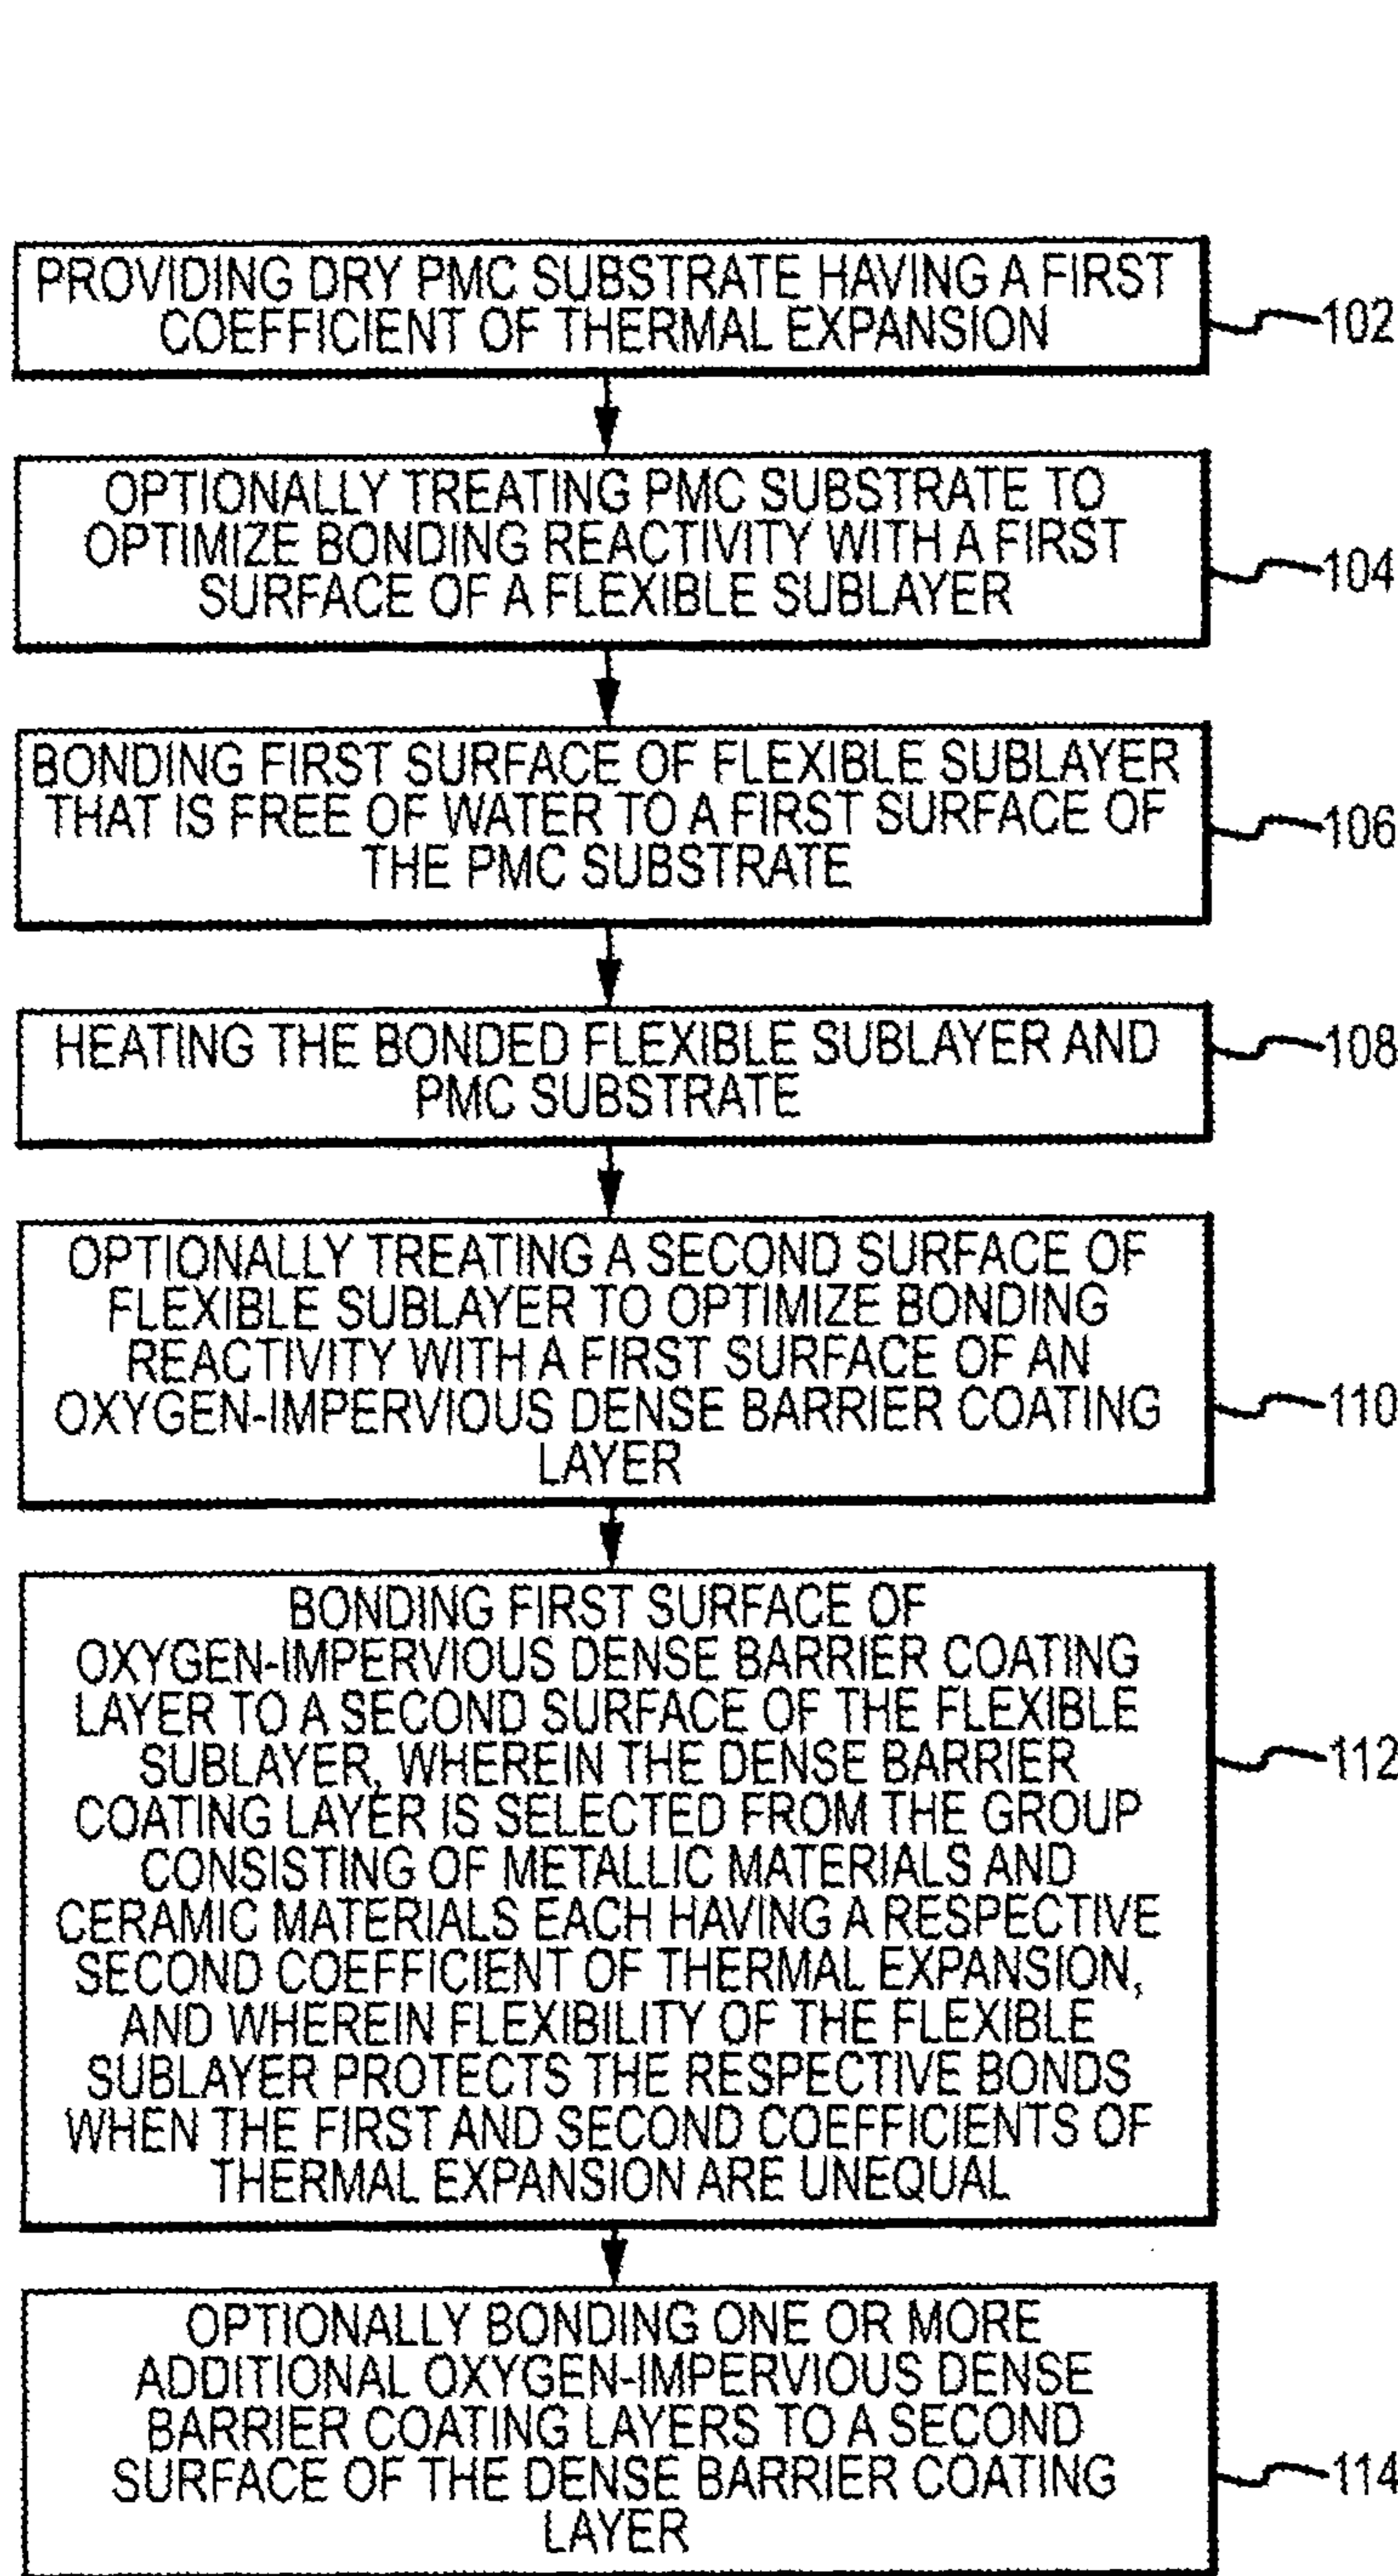 PROVIDING DRY PMC SUBSTRATE HAVING A FIRST
COEFFICIENT OF THERMAL EXPANSION
102
OPTIONALLY TREATING PMC SUBSTRATE TO
OPTIMIZE BONDING REACTIVITY WITH A FIRST
SURFACE OF A FLEXIBLE SUBLAYER
104
BONDING FIRST SURFACE OF FLEXIBLE SUBLAYER
THAT IS FREE OF WATER TO A FIRST SURFACE OF
THE PMC SUBSTRATE
106
HEATING THE BONDED FLEXIBLE SUBLAYER AND
PMC SUBSTRATE
108
OPTIONALLY TREATING A SECOND SURFACE OF
FLEXIBLE SUBLAYER TO OPTIMIZE BONDING
REACTIVITY WITH A FIRST SURFACE OF AN
OXYGEN-IMPERVIOUS DENSE BARRIER COATING
LAYER
110
BONDING FIRST SURFACE OF
OXYGEN-IMPERVIOUS DENSE BARRIER COATING
LAYER TO A SECOND SURFACE OF THE FLEXIBLE
SUBLAYER, WHEREIN THE DENSE BARRIER
COATING LAYER IS SELECTED FROM THE GROUP
CONSISTING OF METALLIC MATERIALS AND
CERAMIC MATERIALS EACH HAVING A RESPECTIVE
SECOND COEFFICIENT OF THERMAL EXPANSION,
AND WHEREIN FLEXIBILITY OF THE FLEXIBLE
SUBLAYER PROTECTS THE RESPECTIVE BONDS
WHEN THE FIRST AND SECOND COEFFICIENTS OF
THERMAL EXPANSION ARE UNEQUAL
112
OPTIONALLY BONDING ONE OR MORE
ADDITIONAL OXYGEN-IMPERVIOUS DENSE
BARRIER COATING LAYERS TO A SECOND
SURFACE OF THE DENSE BARRIER COATING
LAYER
114